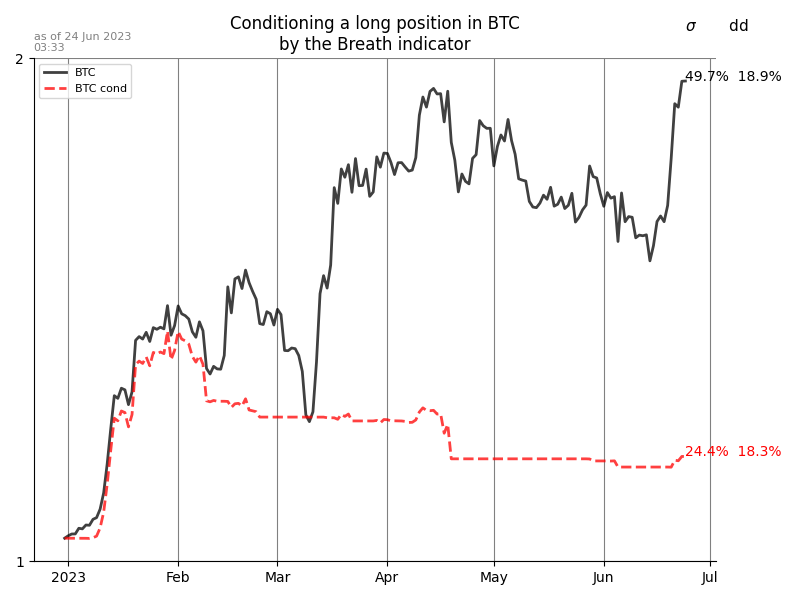 Conditioning a long position in BTC
by the Breath indicator
σ dd
as of 24 Jun 2023
03:33
2
BTC
BTC cond
49.7% 18.9%
24.4% 18.3%
1
2023 Feb Mar Apr May Jun Jul